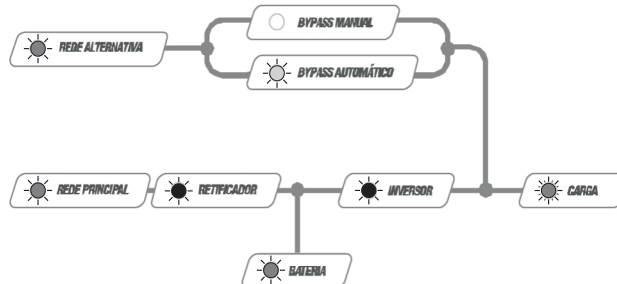 BYPASS MANUAL
REDE ALTERNATIVA
BYPASS AUTOMÁTICO
REDE PRINCIPAL
RETIFICADOR
INVERSOR
CARGA
BATERIA